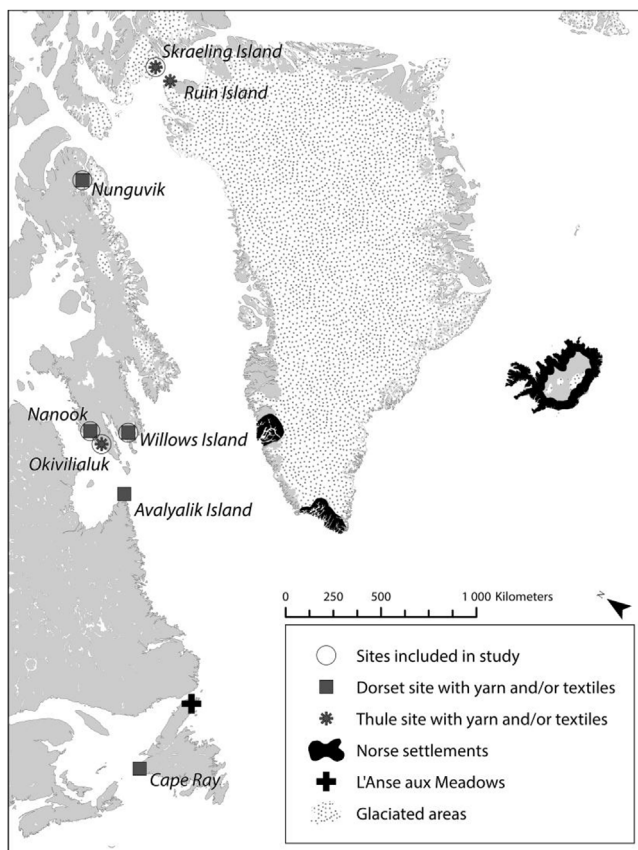 Skraeling Island
Ruin Island
Nunguvik
Nanook
Willows Island
Okivilialuk
Avalyalik Island
0 250 500 1 000 Kilometers
N
Sites included in study
Dorset site with yarn and/or textiles
Thule site with yarn and/or textiles
Norse settlements
L'Anse aux Meadows
Glaciated areas
Cape Ray